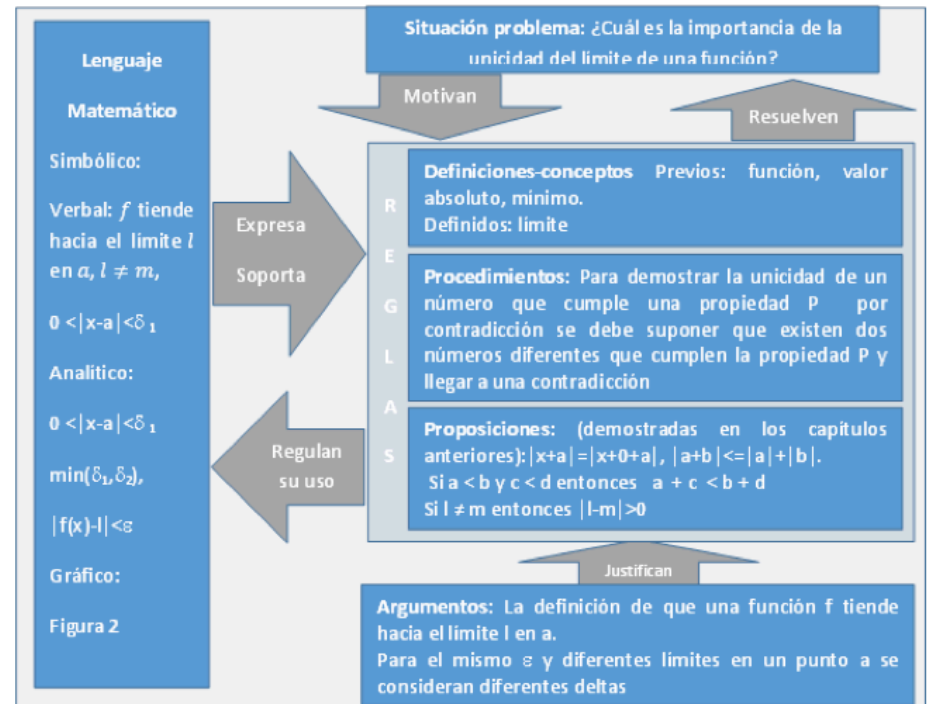 Lenguaje
Matemático
Simbólico:
Verbal: f tiende
hacia el límite l
en a, l ≠ m,
0 <|x-a|<δ₁
Analítico:
0 <|x-a|<δ₁
min(δ₁,δ₂),
|f(x)-l|<ε
Gráfico:
Figura 2
Situación problema: ¿Cuál es la importancia de la
unicidad del límite de una función?
Motivan
Resuelven
Expresa
Soporta
Regulan
su uso
REGLAS
Definiciones-conceptos Previos: función, valor
absoluto, mínimo.
Definidos: límite
Procedimientos: Para demostrar la unicidad de un
número que cumple una propiedad P por
contradicción se debe suponer que existen dos
números diferentes que cumplen la propiedad P y
llegar a una contradicción
Proposiciones: (demostradas en los capítulos
anteriores):|x+a|=|x+0+a|, |a+b|<=|a|+|b|.
Si a < b y c < d entonces a + c < b + d
Si l ≠ m entonces |l-m|>0
Justifican
Argumentos: La definición de que una función f tiende
hacia el límite l en a.
Para el mismo ε y diferentes límites en un punto a se
consideran diferentes deltas